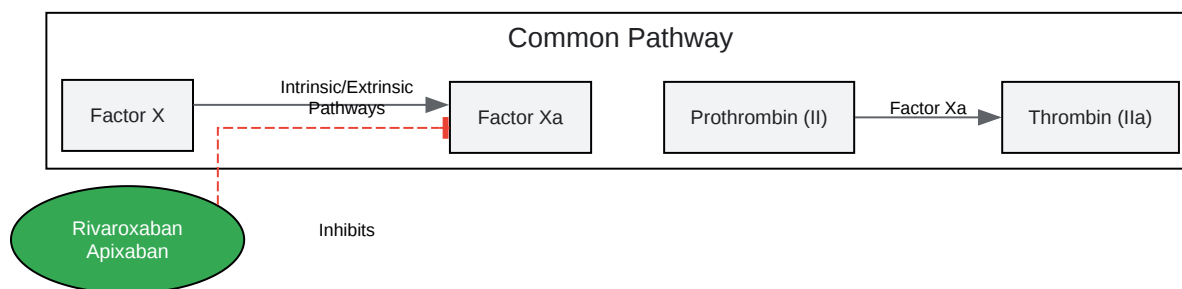 Common Pathway
Factor X
Intrinsic/Extrinsic
Pathways
Factor Xa
Prothrombin (II)
Factor Xa
Thrombin (IIa)
Rivaroxaban
Apixaban
Inhibits